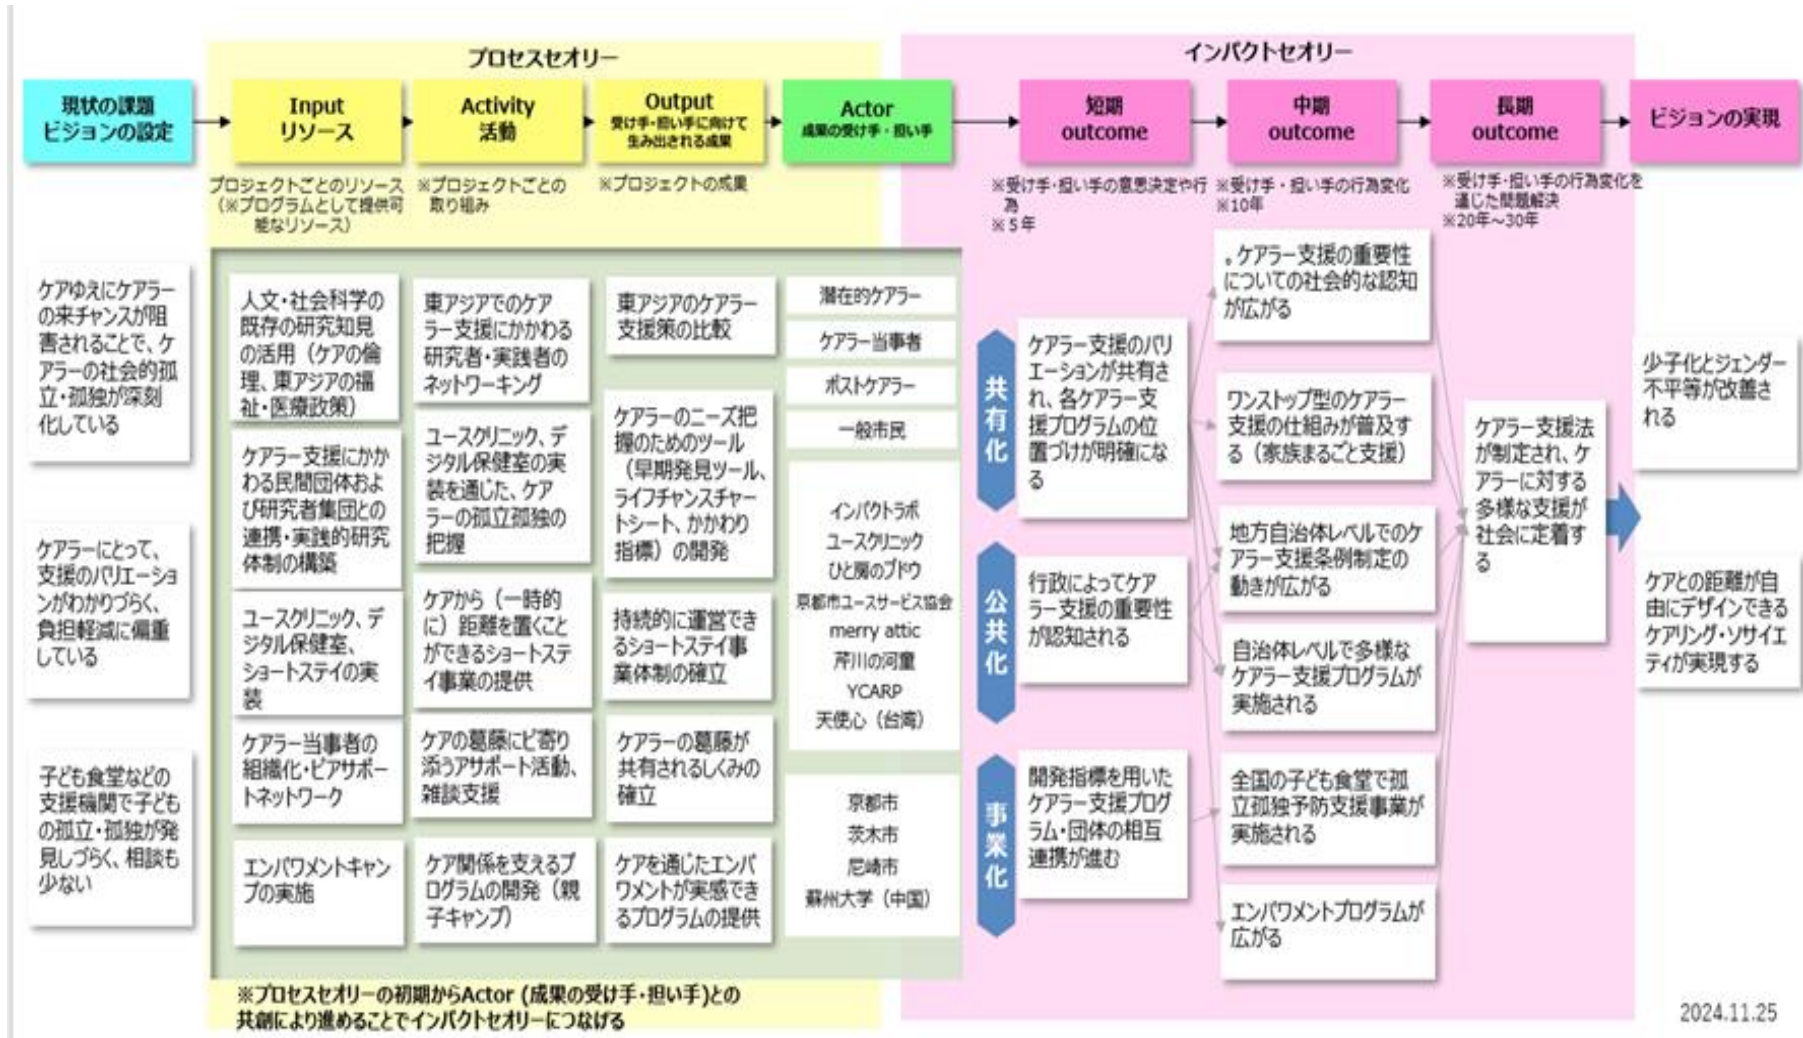 プロセスセオリー
インパクトセオリー
現状の課題
ビジョンの設定
Input
リソース
Activity
活動
Output
受け手・担い手に向けて
生み出される成果
Actor
成果の受け手・担い手
短期
outcome
中期
outcome
長期
outcome
ビジョンの実現
プロジェクトごとのリソース
（※プログラムとして提供可
能なリソース）
※プロジェクトごとの
取り組み
※プロジェクトの成果
※受け手・担い手の意思決定や行
為
※５年
※受け手・担い手の行為変化
※10年
※受け手・担い手の行為変化を
通じた問題解決
※20年～30年
ケアゆえにケアラー
の来チャンスが阻
害されることで、ケ
アラーの社会的孤
立・孤独が深刻
化している
ケアラーにとって、
支援のバリエーショ
ンがわかりづらく、
負担軽減に偏重
している
子ども食堂などの
支援機関で子ども
の孤立・孤独が発
見しづらく、相談も
少ない
人文・社会科学の
既存の研究知見
の活用（ケアの倫
理、東アジアの福
祉・医療政策）
ケアラー支援にかか
わる民間団体およ
び研究者集団との
連携・実践的研究
体制の構築
ユースクリニック、デ
ジタル保健室、
ショートステイの実
装
ケアラー当事者の
組織化・ピアサポー
トネットワーク
エンパワメントキャン
プの実施
東アジアでのケア
ラー支援にかかわる
研究者・実践者の
ネットワーキング
ユースクリニック、デ
ジタル保健室の実
装を通じた、ケア
ラーの孤立孤独の
把握
ケアから（一時的
に）距離を置くこと
ができるショートステ
イ事業の提供
ケアの葛藤にピ寄り
添うアサポート活動、
雑談支援
ケア関係を支えるプ
ログラムの開発（親
子キャンプ）
東アジアのケアラー
支援策の比較
ケアラーのニーズ把
握のためのツール
（早期発見ツール、
ライフチャンスチャー
トシート、かかわり
指標）の開発
持続的に運営でき
るショートステイ事
業体制の確立
ケアラーの葛藤が
共有されるしくみの
確立
ケアを通じたエンパ
ワメントが実感でき
るプログラムの提供
潜在的ケアラー
ケアラー当事者
ポストケアラー
一般市民
インパクトラボ
ユースクリニック
ひと房のブドウ
京都市ユースサービス協会
merry attic
芹川の河童
YCARP
天使心（台湾）
京都市
茨木市
尼崎市
蘇州大学（中国）
共有化
公共化
事業化
ケアラー支援のバリ
エーションが共有さ
れ、各ケアラー支
援プログラムの位
置づけが明確にな
る
行政によってケア
ラー支援の重要性
が認知される
開発指標を用いた
ケアラー支援プログ
ラム・団体の相互
連携が進む
。ケアラー支援の重要性
についての社会的な認知
が広がる
ワンストップ型のケアラー
支援の仕組みが普及す
る（家族まるごと支援）
地方自治体レベルでのケ
アラー支援条例制定の
動きが広がる
自治体レベルで多様な
ケアラー支援プログラムが
実施される
全国の子ども食堂で孤
立孤独予防支援事業が
実施される
エンパワメントプログラムが
広がる
ケアラー支援法
が制定され、ケ
アラーに対する
多様な支援が
社会に定着す
る
少子化とジェンダー
不平等が改善さ
れる
ケアとの距離が自
由にデザインできる
ケアリング・ソサイエ
ティが実現する
※プロセスセオリーの初期からActor (成果の受け手・担い手)との
共創により進めることでインパクトセオリーにつなげる
2024.11.25